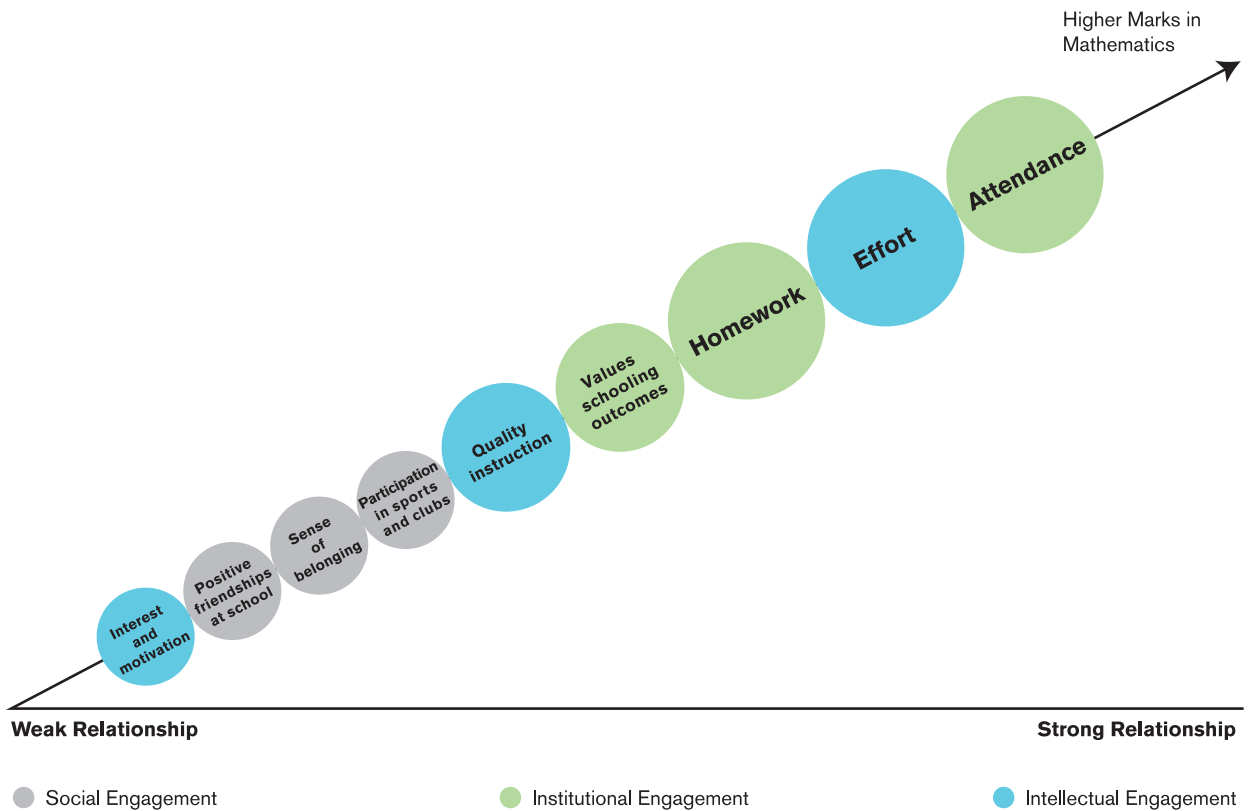 Higher Marks in
Mathematics
Attendance
Effort
Homework
Values
schooling
outcomes
Quality
instruction
Participation
in sports
and clubs
Sense
of
belonging
Positive
friendships
at school
Interest
and
motivation
Weak Relationship
Strong Relationship
Social Engagement
Institutional Engagement
Intellectual Engagement